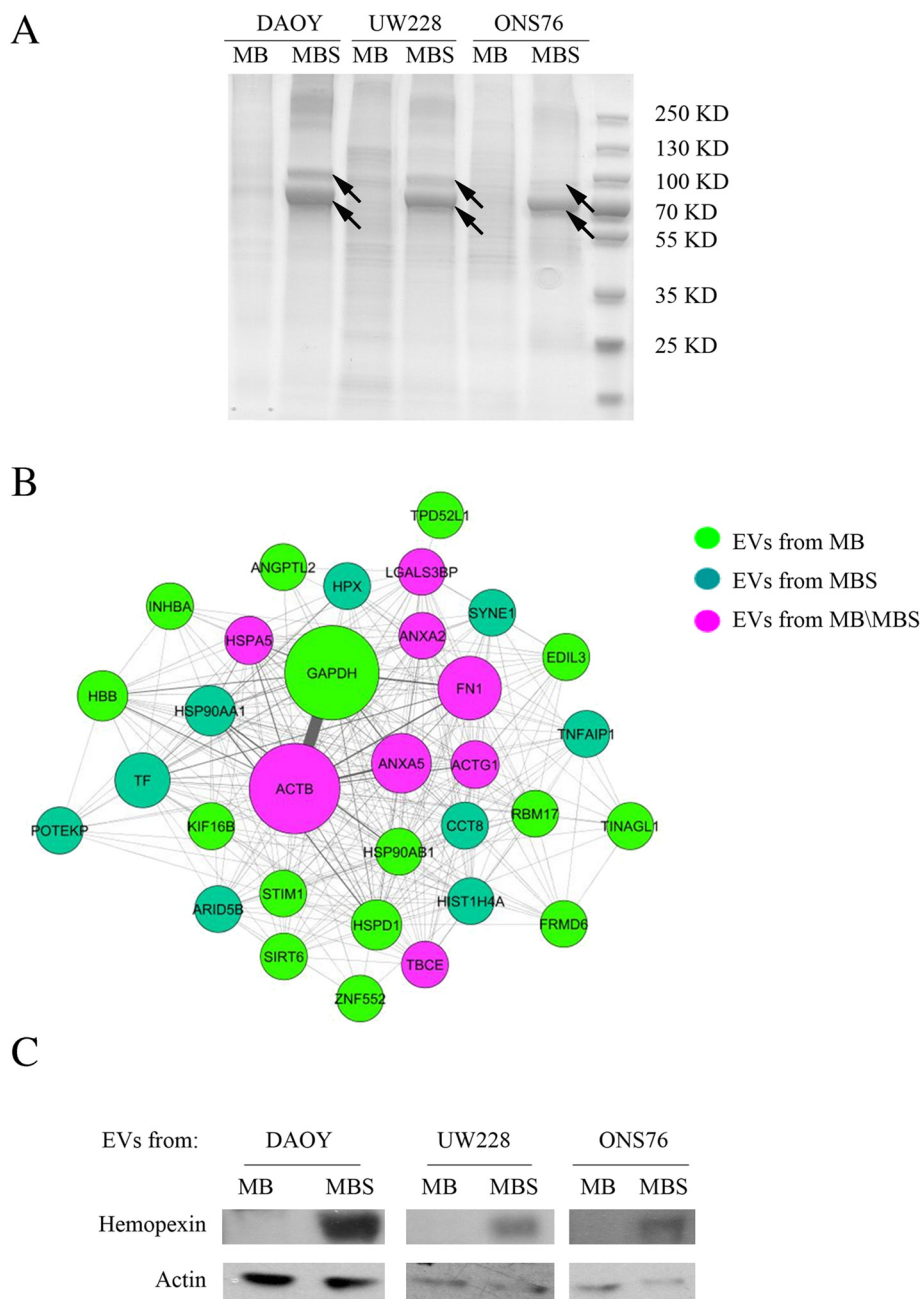 A
DAOY UW228 ONS76
MB MBS MB MBS MB MBS
250 KD
130 KD
100 KD
70 KD
55 KD
35 KD
25 KD
B
TPD52L1
ANGPTL2
HPX
LGALS3BP
INHBA
SYNE1
HSPA5
ANXA2
EDIL3
GAPDH
HBB
FN1
HSP90AA1
TNFAIP1
TF
ACTB
ANXA5
ACTG1
POTEKP
KIF16B
CCT8
RBM17
TINAGL1
HSP90AB1
STIM1
ARID5B
HIST1H4A
HSPD1
FRMD6
SIRT6
TBCE
ZNF552
EVs from MB
EVs from MBS
EVs from MB\MBS
C
EVs from: DAOY UW228 ONS76
MB MBS MB MBS MB MBS
Hemopexin
Actin